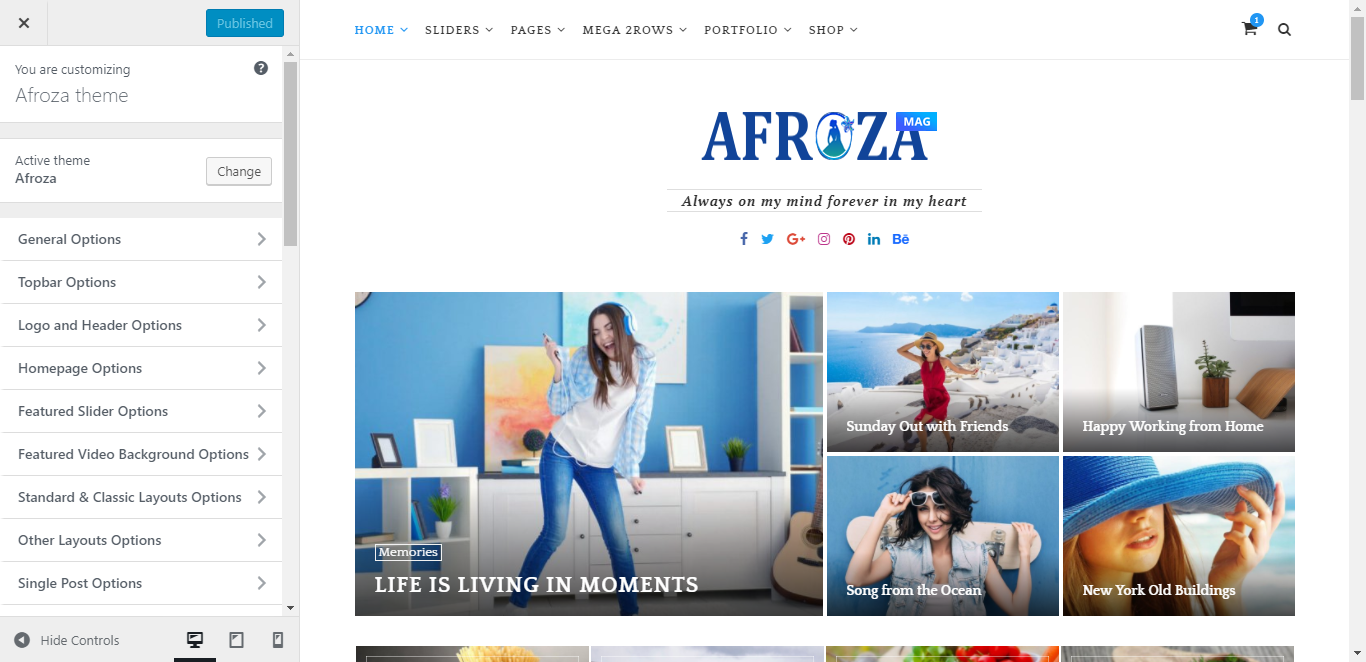 Published
You are customizing
Afroza theme
Active theme
Afroza
Change
General Options
Topbar Options
Logo and Header Options
Homepage Options
Featured Slider Options
Featured Video Background Options
Standard & Classic Layouts Options
Other Layouts Options
Single Post Options
Hide Controls
HOME SLIDERS PAGES MEGA 2ROWS PORTFOLIO SHOP 1
AFROZA MAG
Always on my mind forever in my heart
Bē
Memories
LIFE IS LIVING IN MOMENTS
Sunday Out with Friends
Happy Working from Home
Song from the Ocean
New York Old Buildings